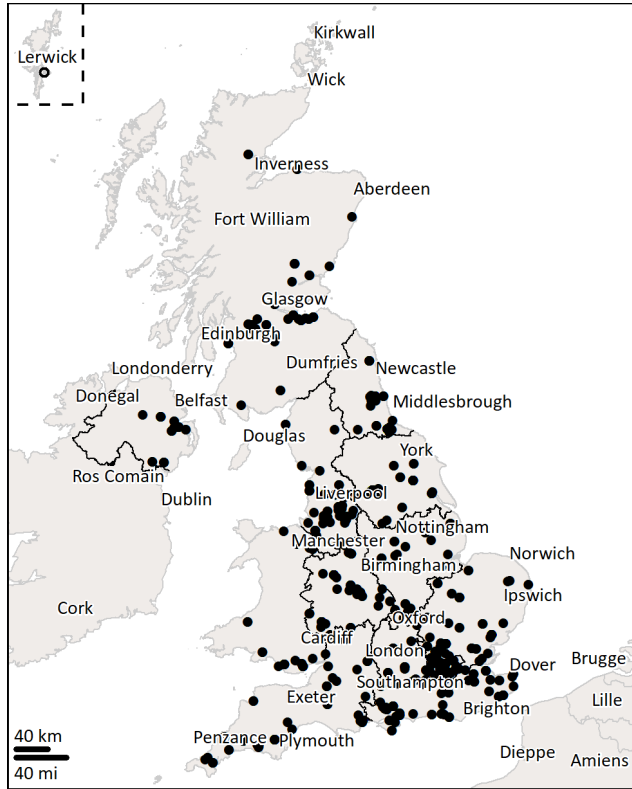 Kirkwall
Lerwick
Wick
Inverness
Aberdeen
Fort William
Glasgow
Edinburgh
Dumfries
Newcastle
Londonderry
Donegal
Belfast
Middlesbrough
Douglas
York
Ros Comain
Liverpool
Dublin
Nottingham
Manchester
Norwich
Birmingham
Ipswich
Cork
Oxford
Cardiff
London
Dover
Brugge
Southampton
Exeter
Brighton
Lille
40 km
40 mi
Penzance
Plymouth
Dieppe
Amiens